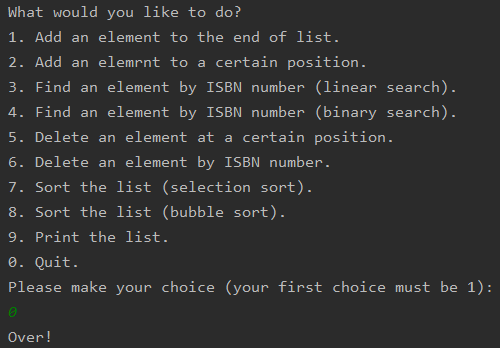 What would you like to do?
1. Add an element to the end of list.
2. Add an elemrnt to a certain position.
3. Find an element by ISBN number (linear search).
4. Find an element by ISBN number (binary search).
5. Delete an element at a certain position.
6. Delete an element by ISBN number.
7. Sort the list (selection sort).
8. Sort the list (bubble sort).
9. Print the list.
0. Quit.
Please make your choice (your first choice must be 1):
0
Over!